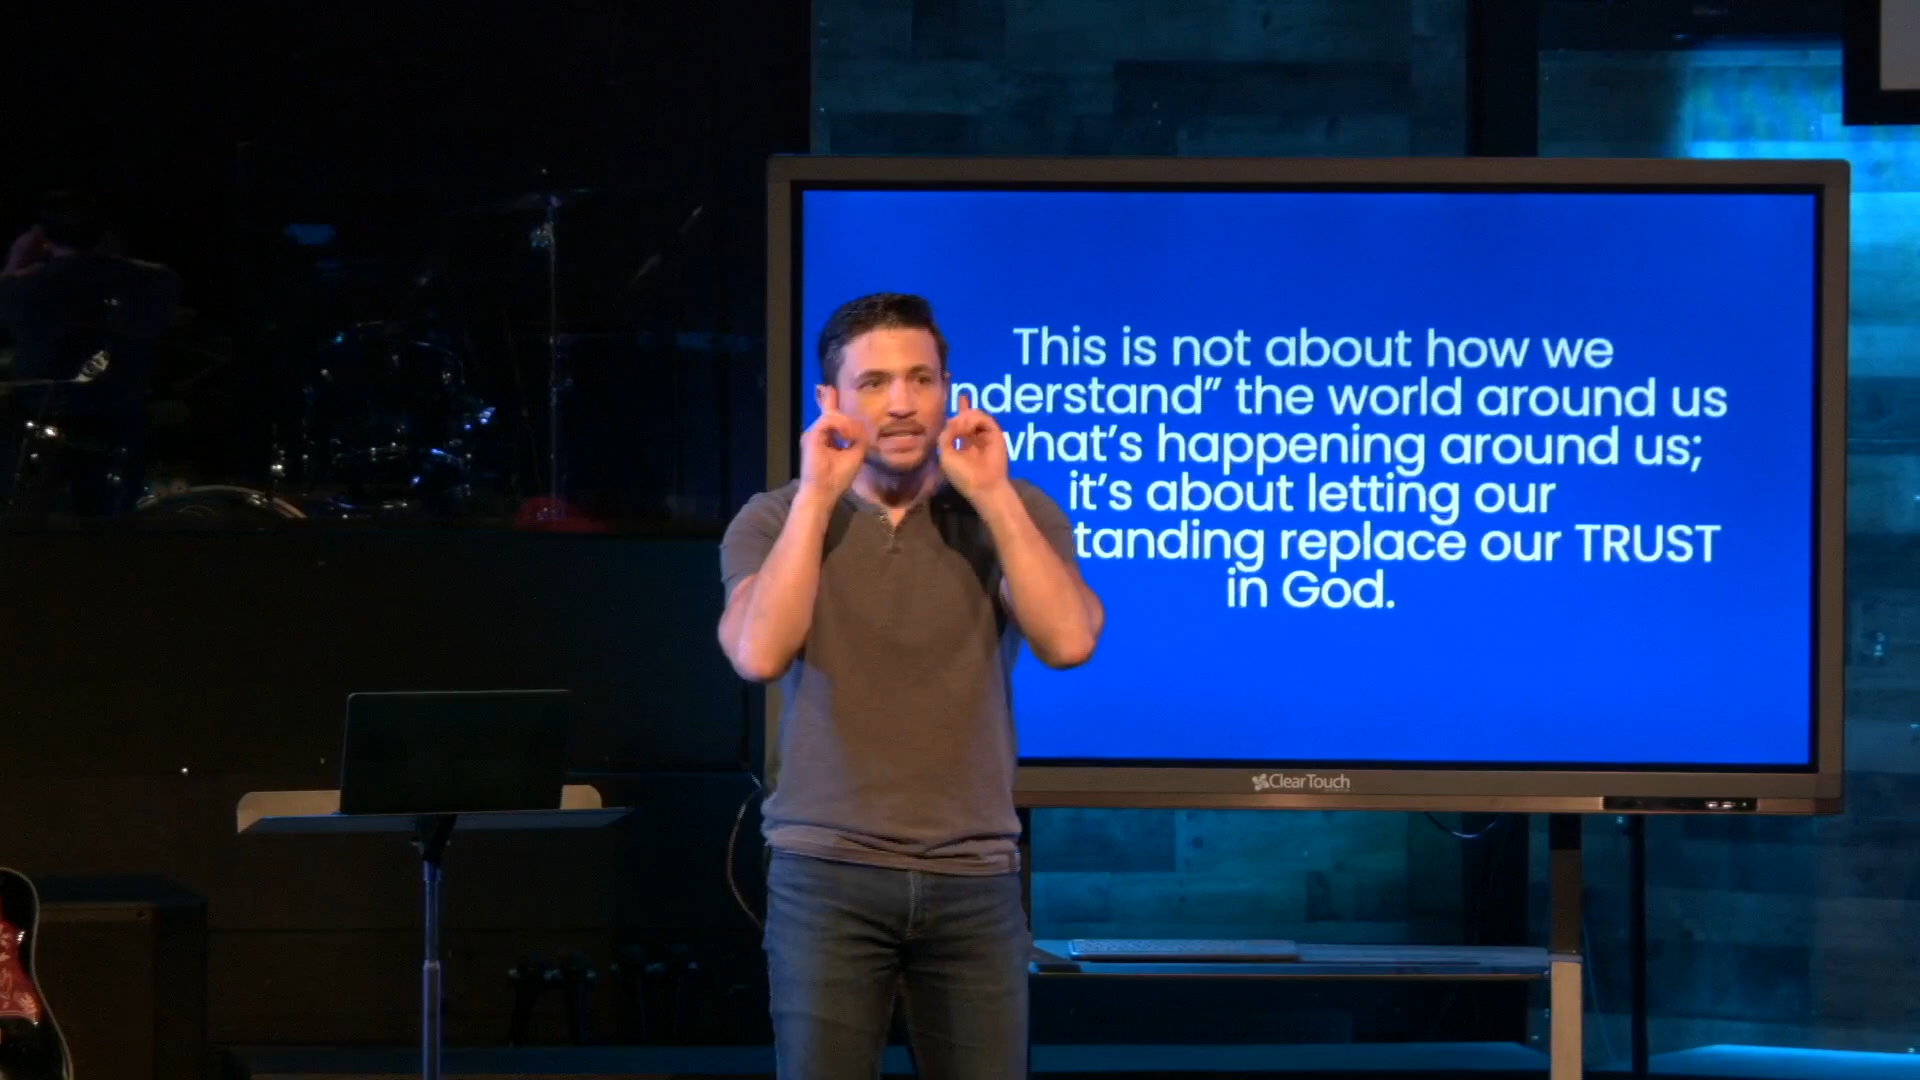 This is not about how we
nderstand” the world around us
what’s happening around us;
it’s about letting our
tanding replace our TRUST
in God.
ClearTouch